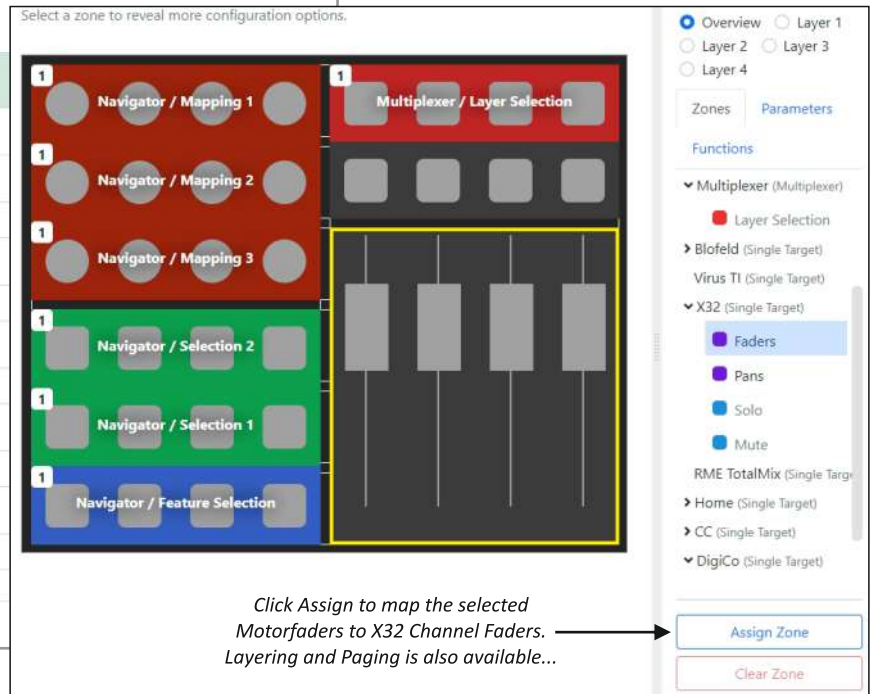 Select a zone to reveal more configuration options.
1
Navigator / Mapping 1
1
Multiplexer / Layer Selection
1
Navigator / Mapping 2
1
Navigator / Mapping 3
1
Navigator / Selection 2
1
Navigator / Selection 1
1
Navigator / Feature Selection
Click Assign to map the selected
Motorfaders to X32 Channel Faders.
Layering and Paging is also available...
Overview Layer 1
Layer 2 Layer 3
Layer 4
Zones Parameters
Functions
Multiplexer (Multiplexer)
Layer Selection
Blofeld (Single Target)
Virus TI (Single Target)
X32 (Single Target)
Faders
Pans
Solo
Mute
RME TotalMix (Single Targe
Home (Single Target)
CC (Single Target)
DigiCo (Single Target)
Assign Zone
Clear Zone